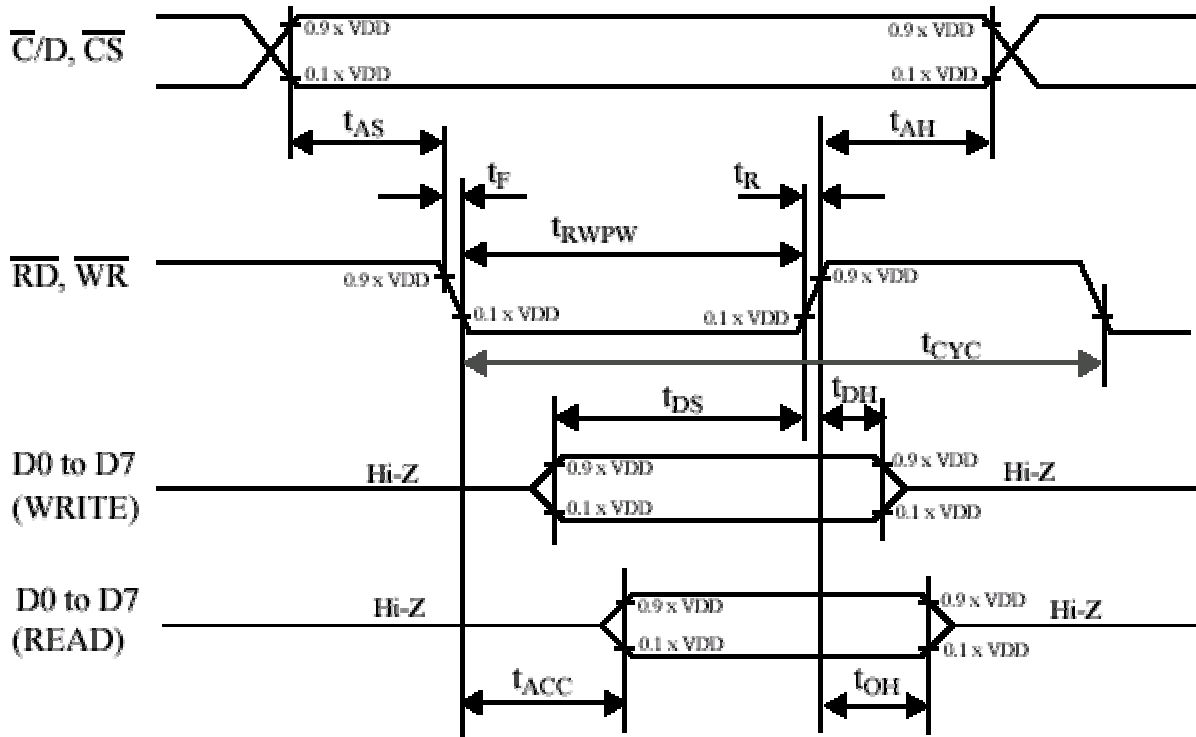 C̅/D, C̅S̅
0.9 x VDD
0.9 x VDD
0.1 x VDD
0.1 x VDD
tAS
tAH
tF
tR
tRWPW
R̅D̅, W̅R̅
0.9 x VDD
0.9 x VDD
0.1 x VDD
0.1 x VDD
tCYC
tDS
tDH
D0 to D7
(WRITE)
Hi-Z
0.9 x VDD
0.9 x VDD
Hi-Z
0.1 x VDD
0.1 x VDD
D0 to D7
(READ)
Hi-Z
0.9 x VDD
0.9 x VDD
Hi-Z
0.1 x VDD
0.1 x VDD
tACC
tOH